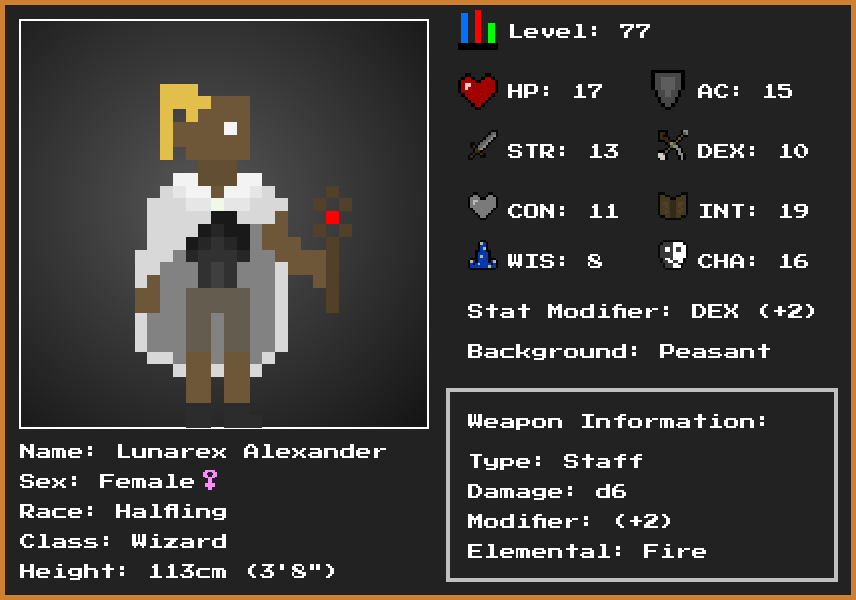 Level: 77
HP: 17
AC: 15
STR: 13
DEX: 10
CON: 11
INT: 19
WIS: 8
CHA: 16
Stat Modifier: DEX (+2)
Background: Peasant
Weapon Information:
Type: Staff
Damage: d6
Modifier: (+2)
Elemental: Fire
Name: Lunarex Alexander
Sex: Female♀
Race: Halfling
Class: Wizard
Height: 113cm (3'8")